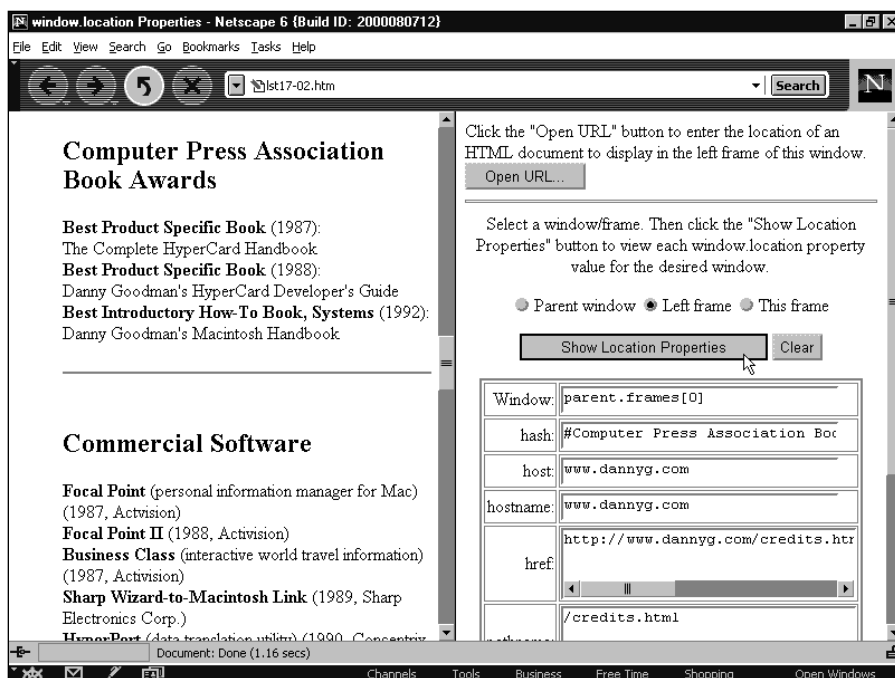 window.location Properties - Netscape 6 {Build ID: 2000080712}
File Edit View Search Go Bookmarks Tasks Help
lst17-02.htm
Search
N
Computer Press Association
Book Awards
Best Product Specific Book (1987):
The Complete HyperCard Handbook
Best Product Specific Book (1988):
Danny Goodman's HyperCard Developer's Guide
Best Introductory How-To Book, Systems (1992):
Danny Goodman's Macintosh Handbook
Commercial Software
Focal Point (personal information manager for Mac)
(1987, Activision)
Focal Point II (1988, Activision)
Business Class (interactive world travel information)
(1987, Activision)
Sharp Wizard-to-Macintosh Link (1989, Sharp
Electronics Corp.)
HyperPort (data translation utility) (1990, Concentrix
Click the "Open URL" button to enter the location of an
HTML document to display in the left frame of this window.
Open URL...
Select a window/frame. Then click the "Show Location
Properties" button to view each window.location property
value for the desired window.
Parent window Left frame This frame
Show Location Properties Clear
Window: parent.frames[0]
hash: #Computer Press Association Boo
host: www.dannyg.com
hostname: www.dannyg.com
href: http://www.dannyg.com/credits.htm
pathname: /credits.html
Document: Done (1.16 secs)
Channels Tools Business Free Time Shopping Open Windows